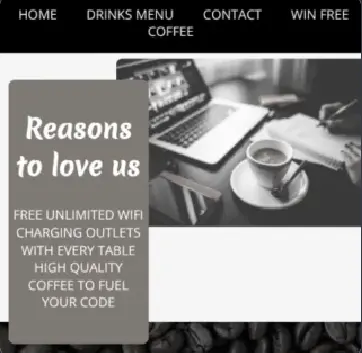 HOME DRINKS MENU CONTACT WIN FREE
COFFEE
Reasons
to love us
FREE UNLIMITED WIFI
CHARGING OUTLETS
WITH EVERY TABLE
HIGH QUALITY
COFFEE TO FUEL
YOUR CODE